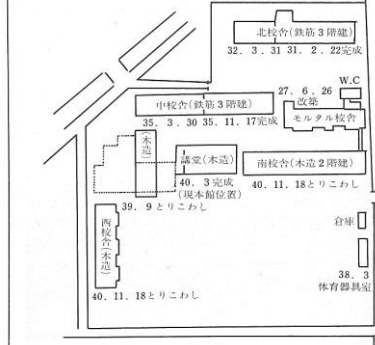 北校舎(鉄筋3階建)
32.3.31 31.2.22完成
W.C
27.6.26
改築
モルタル校舎
中校舎(鉄筋3階建)
35.3.30 35.11.17完成
(木造)
講堂(木造)
40.3完成
(現本館位置)
南校舎(木造2階建)
40.11.18とりこわし
39.9とりこわし
西校舎(木造)
40.11.18とりこわし
倉庫
38.3
体育器具室